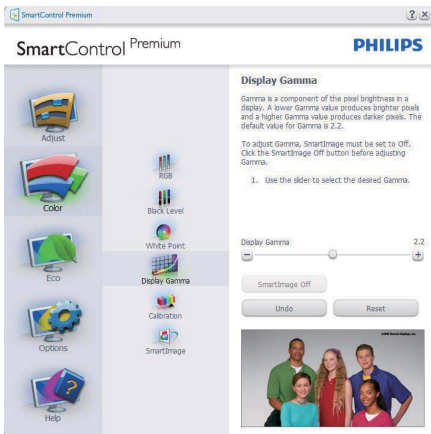 SmartControl Premium
? ×
SmartControl Premium
PHILIPS
Adjust
Color
Eco
Options
Help
RGB
Black Level
White Point
Display Gamma
Calibration
SmartImage
Display Gamma
Gamma is a component of the pixel brightness in a
display. A lower Gamma value produces brighter pixels
and a higher Gamma value produces darker pixels. The
default value for Gamma is 2.2.
To adjust Gamma, SmartImage must be set to Off.
Click the SmartImage Off button before adjusting
Gamma.
1. Use the slider to select the desired Gamma.
Display Gamma 2.2
SmartImage Off
Undo Reset